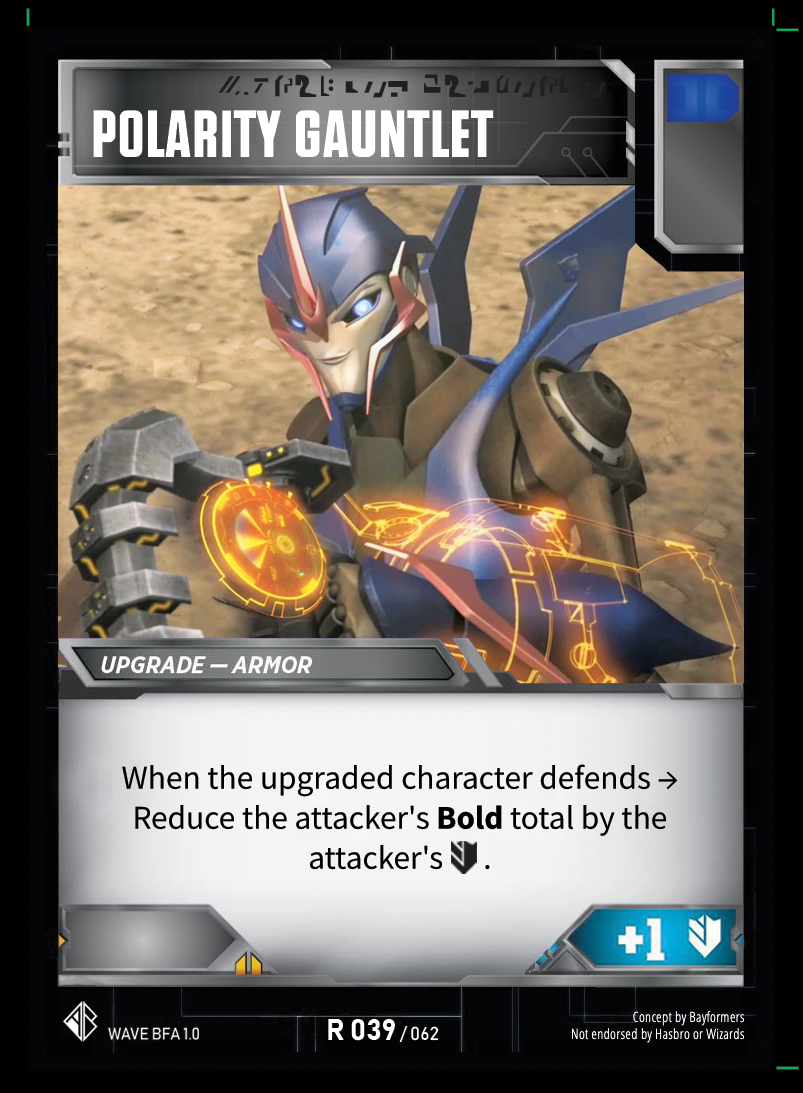 POLARITY GAUNTLET
UPGRADE — ARMOR
When the upgraded character defends →
Reduce the attacker's Bold total by the
attacker's .
+1
WAVE BFA 1.0
R 039/062
Concept by Bayformers
Not endorsed by Hasbro or Wizards